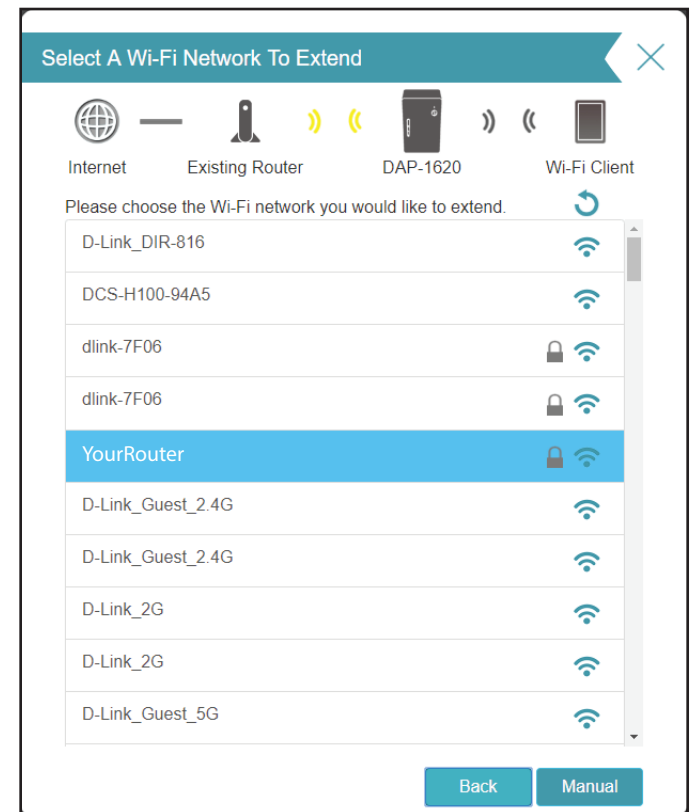 Select A Wi-Fi Network To Extend
Internet Existing Router DAP-1620 Wi-Fi Client
Please choose the Wi-Fi network you would like to extend.
D-Link_DIR-816
DCS-H100-94A5
dlink-7F06
dlink-7F06
YourRouter
D-Link_Guest_2.4G
D-Link_Guest_2.4G
D-Link_2G
D-Link_2G
D-Link_Guest_5G
Back Manual